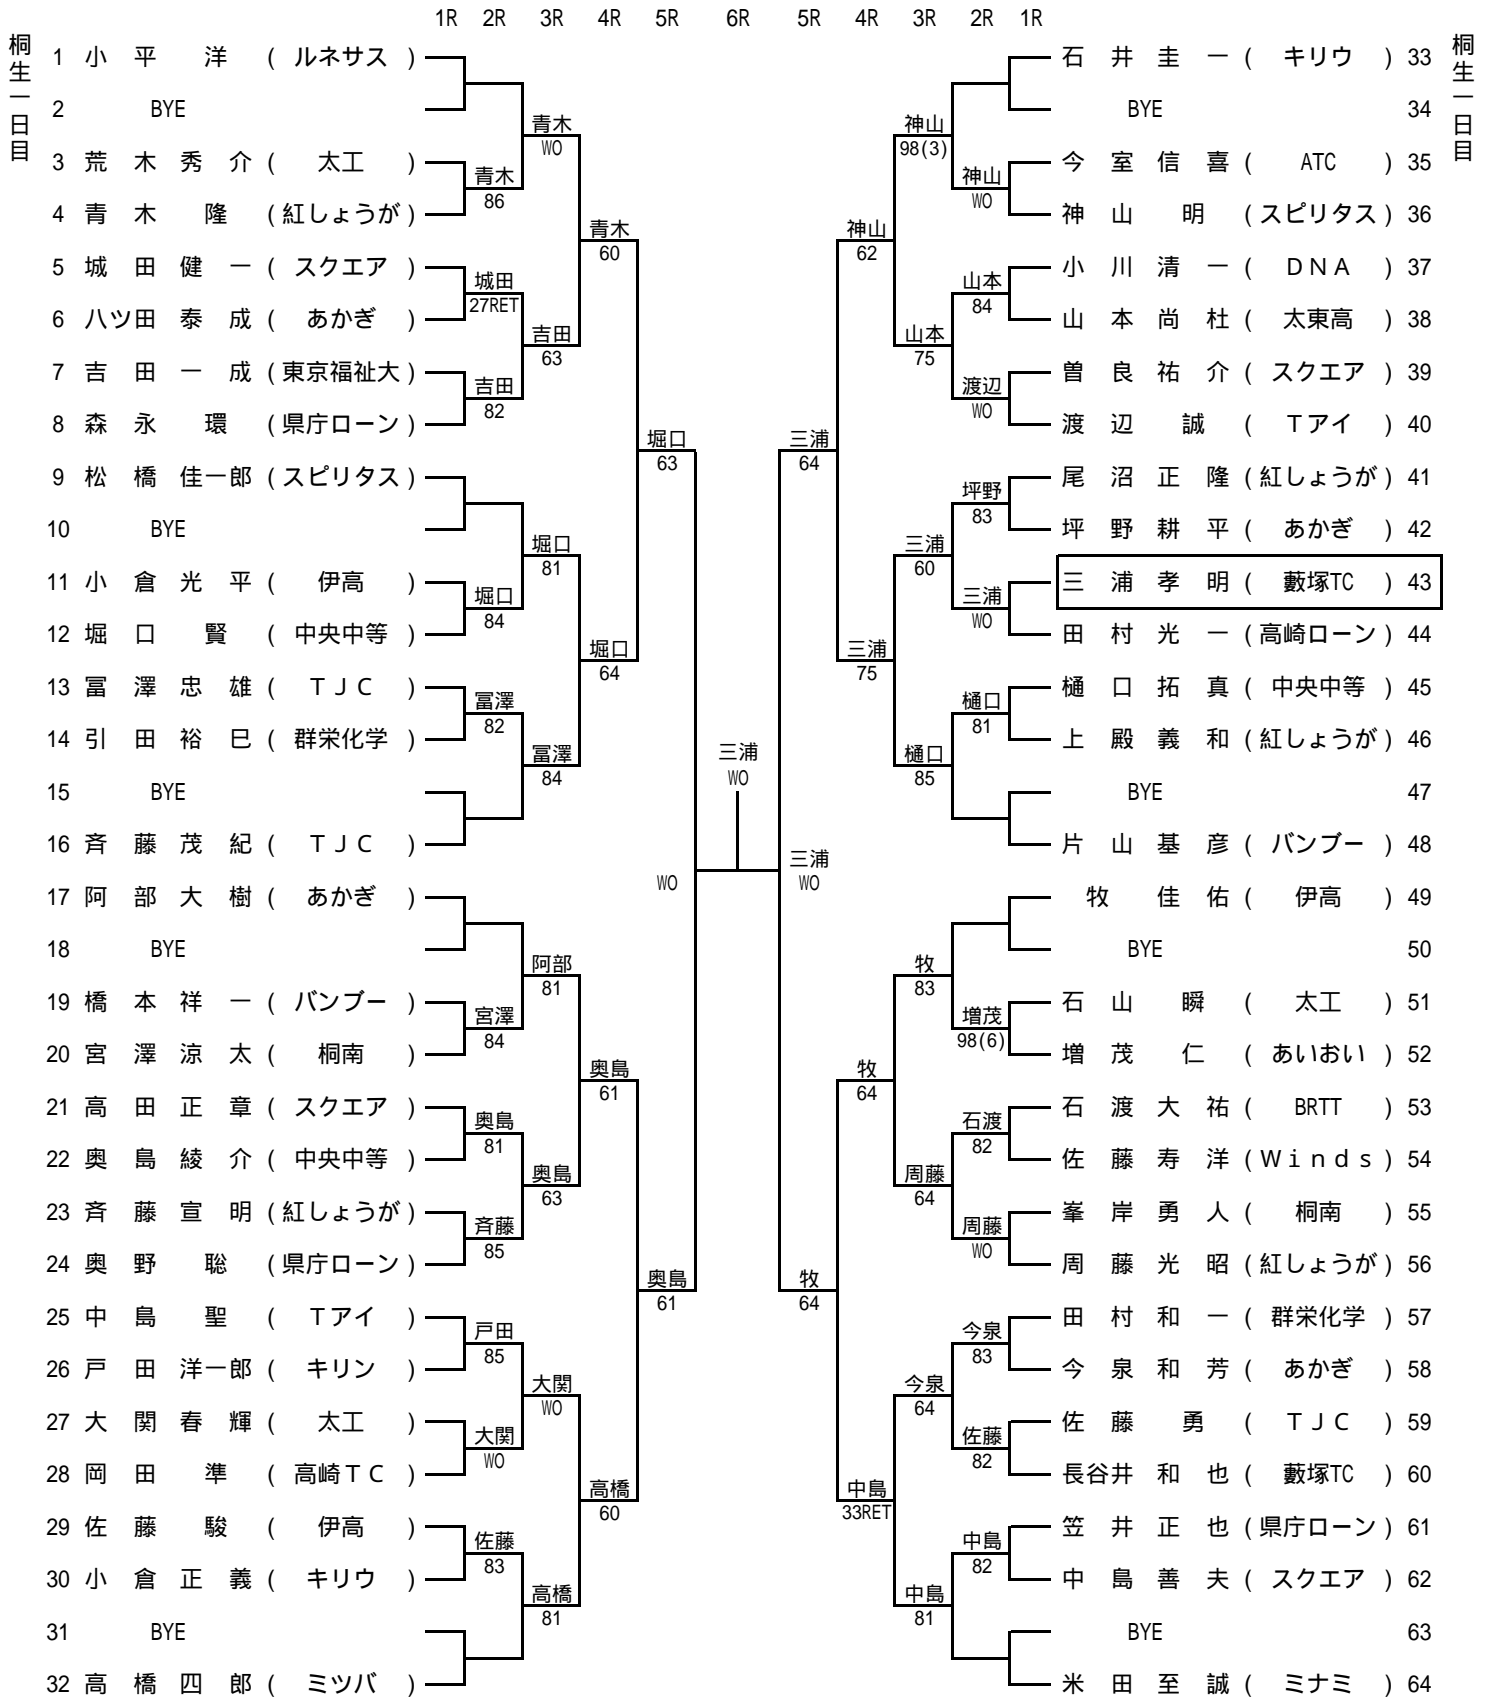 1R 2R 3R 4R 5R 6R 5R 4R 3R 2R 1R
桐生一日目
1 小平 洋 (ルネサス)
2 BYE
3 荒木秀介 (太工)
4 青木 隆 (紅しょうが)
5 城田健一 (スクエア)
6 八ツ田泰成 (あかぎ)
7 吉田一成 (東京福祉大)
8 森永 環 (県庁ローン)
9 松橋佳一郎 (スピリタス)
10 BYE
11 小倉光平 (伊高)
12 堀口 賢 (中央中等)
13 冨澤忠雄 (TJC)
14 引田裕巳 (群栄化学)
15 BYE
16 斉藤茂紀 (TJC)
17 阿部大樹 (あかぎ)
18 BYE
19 橋本祥一 (バンブー)
20 宮澤涼太 (桐南)
21 高田正章 (スクエア)
22 奥島綾介 (中央中等)
23 斉藤宣明 (紅しょうが)
24 奥野 聡 (県庁ローン)
25 中島 聖 (Tアイ)
26 戸田洋一郎 (キリン)
27 大関春輝 (太工)
28 岡田 準 (高崎TC)
29 佐藤 駿 (伊高)
30 小倉正義 (キリウ)
31 BYE
32 高橋四郎 (ミツバ)
青木
86
城田
27RET
吉田
82
堀口
84
冨澤
82
宮澤
84
奥島
81
斉藤
85
戸田
85
大関
WO
佐藤
83
青木
WO
吉田
63
堀口
81
冨澤
84
阿部
81
奥島
63
大関
WO
高橋
81
青木
60
堀口
64
奥島
61
高橋
60
堀口
63
WO
奥島
61
三浦
WO
三浦
64
三浦
WO
牧
64
神山
62
三浦
75
牧
64
中島
33RET
神山
98(3)
山本
75
三浦
60
樋口
85
牧
83
周藤
64
今泉
64
中島
81
神山
WO
山本
84
渡辺
WO
坪野
83
三浦
WO
樋口
81
増茂
98(6)
石渡
82
周藤
WO
今泉
83
佐藤
82
中島
82
石井圭一 (キリウ) 33
BYE 34
今室信喜 (ATC) 35
神山 明 (スピリタス) 36
小川清一 (DNA) 37
山本尚杜 (太東高) 38
曽良祐介 (スクエア) 39
渡辺 誠 (Tアイ) 40
尾沼正隆 (紅しょうが) 41
坪野耕平 (あかぎ) 42
三浦孝明 (藪塚TC) 43
田村光一 (高崎ローン) 44
樋口拓真 (中央中等) 45
上殿義和 (紅しょうが) 46
BYE 47
片山基彦 (バンブー) 48
牧 佳佑 (伊高) 49
BYE 50
石山 瞬 (太工) 51
増茂 仁 (あいおい) 52
石渡大祐 (BRTT) 53
佐藤寿洋 (Winds) 54
峯岸勇人 (桐南) 55
周藤光昭 (紅しょうが) 56
田村和一 (群栄化学) 57
今泉和芳 (あかぎ) 58
佐藤 勇 (TJC) 59
長谷井和也 (藪塚TC) 60
笠井正也 (県庁ローン) 61
中島善夫 (スクエア) 62
BYE 63
米田至誠 (ミナミ) 64
桐生一日目